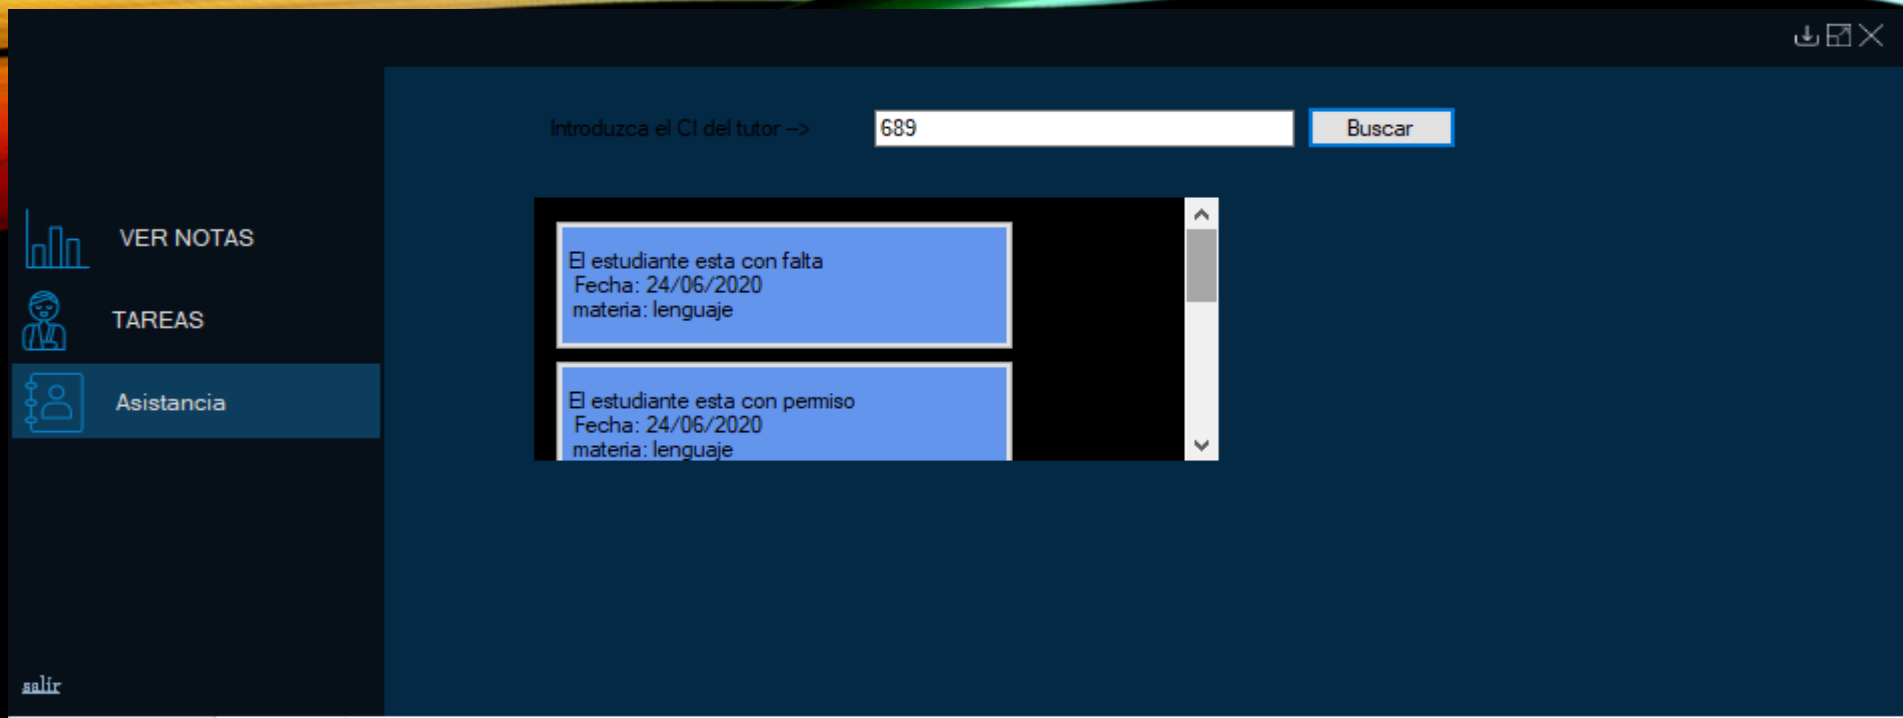 Introduzca el CI del tutor -->
689
Buscar
VER NOTAS
TAREAS
Asistancia
salir
El estudiante esta con falta
Fecha: 24/06/2020
materia: lenguaje
El estudiante esta con permiso
Fecha: 24/06/2020
materia: lenguaje